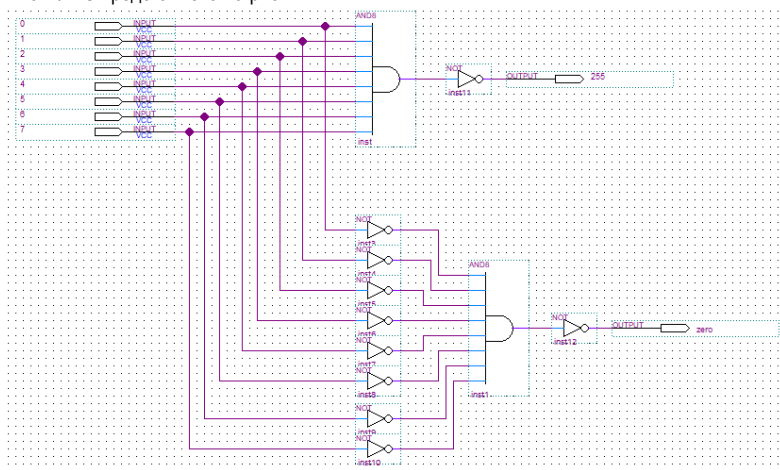 AND8
0 INPUT VCC
1 INPUT VCC
2 INPUT VCC
3 INPUT VCC
4 INPUT VCC
5 INPUT VCC
6 INPUT VCC
7 INPUT VCC
NOT
OUTPUT 255
inst11
inst
NOT
inst3
NOT
inst4
AND8
NOT
inst5
NOT
inst6
NOT
OUTPUT zero
inst12
NOT
inst7
NOT
inst8
inst1
NOT
inst9
NOT
inst10